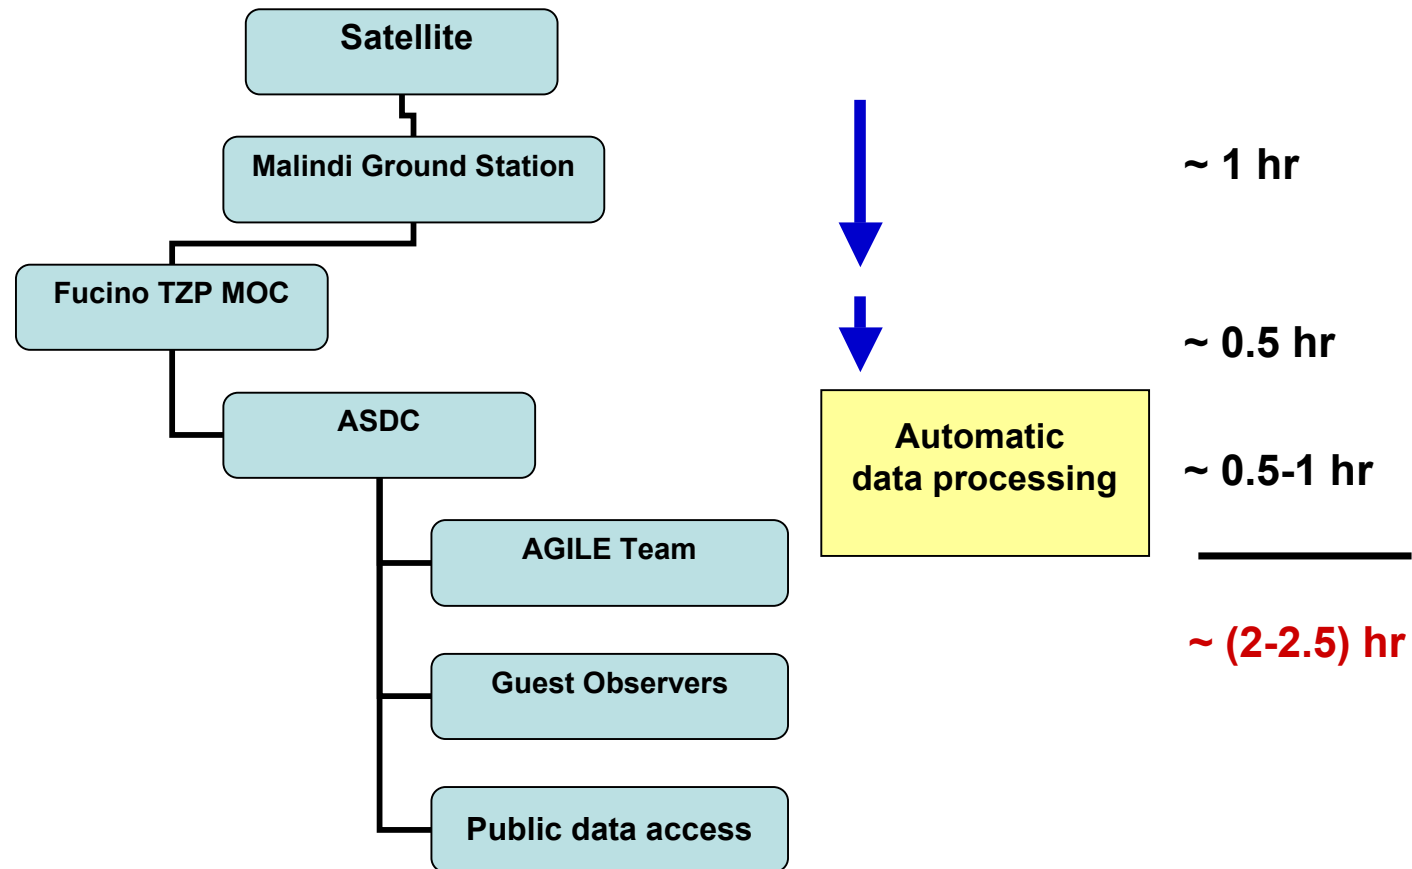 Satellite
Malindi Ground Station
Fucino TZP MOC
ASDC
AGILE Team
Guest Observers
Public data access
~ 1 hr
~ 0.5 hr
Automatic
data processing
~ 0.5-1 hr
~ (2-2.5) hr